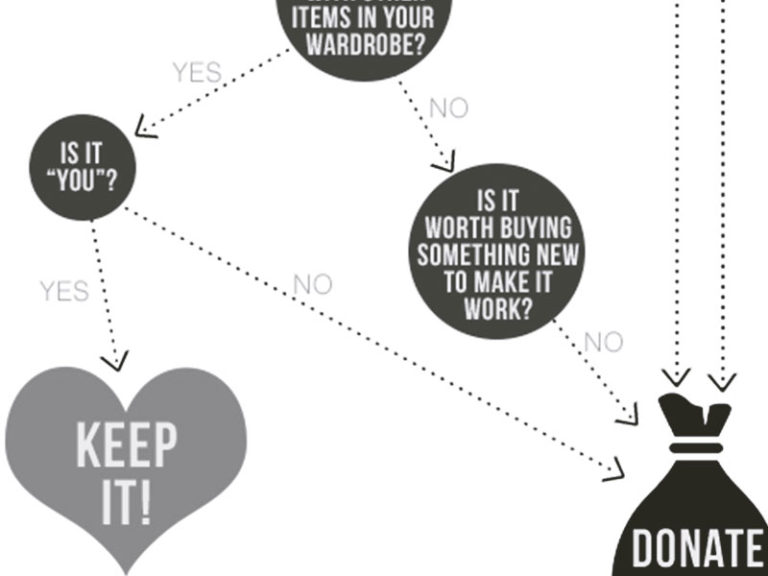 ITEMS IN YOUR
WARDROBE?
YES
NO
IS IT
“YOU”?
IS IT
WORTH BUYING
SOMETHING NEW
TO MAKE IT
WORK?
YES
NO
NO
KEEP
IT!
DONATE